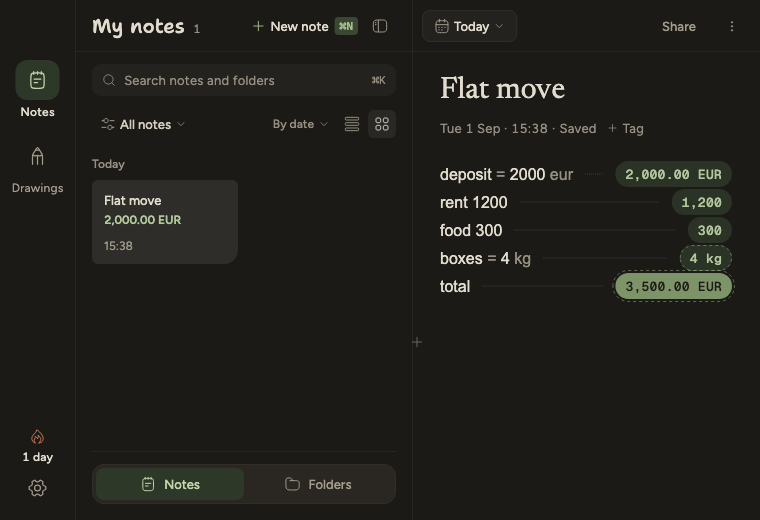 My notes 1
New note ⌘N
Today
Share
Search notes and folders ⌘K
Notes
All notes
By date
Drawings
Today
Flat move
2,000.00 EUR
15:38
1 day
Notes
Folders
Flat move
Tue 1 Sep · 15:38 · Saved + Tag
deposit = 2000 eur 2,000.00 EUR
rent 1200 1,200
food 300 300
boxes = 4 kg 4 kg
total 3,500.00 EUR